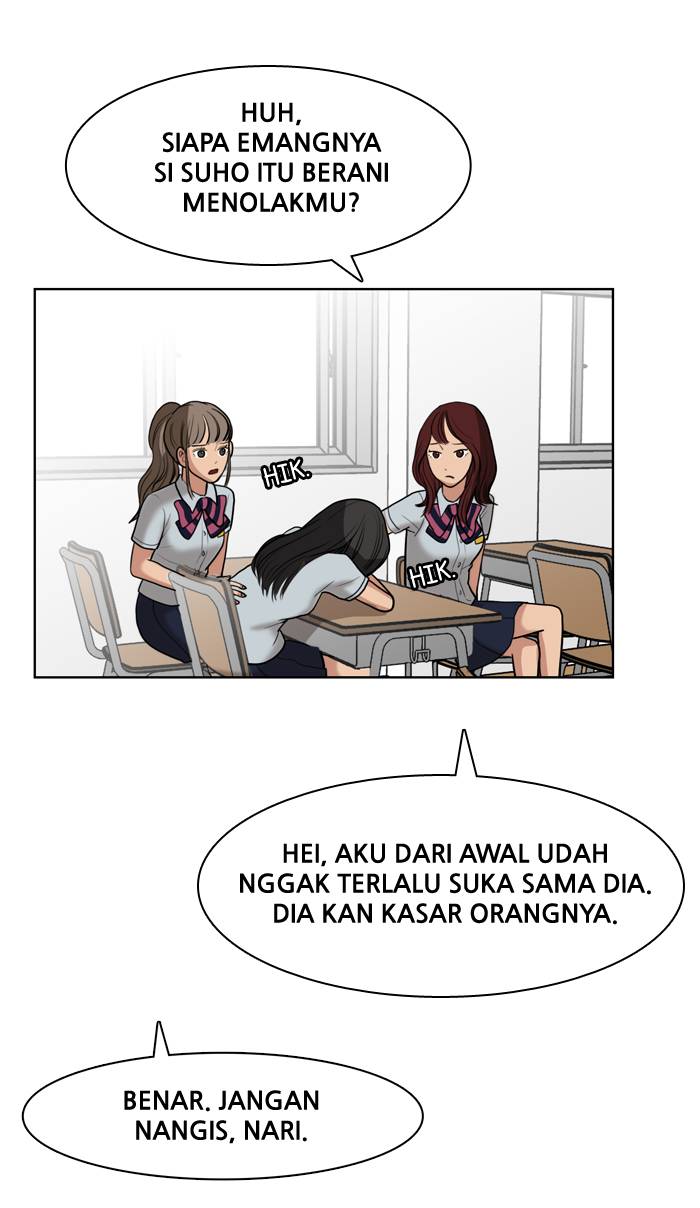 HUH,
SIAPA EMANGNYA
SI SUHO ITU BERANI
MENOLAKMU?
HIK.
HIK.
HEI, AKU DARI AWAL UDAH
NGGAK TERLALU SUKA SAMA DIA.
DIA KAN KASAR ORANGNYA.
BENAR. JANGAN
NANGIS, NARI.